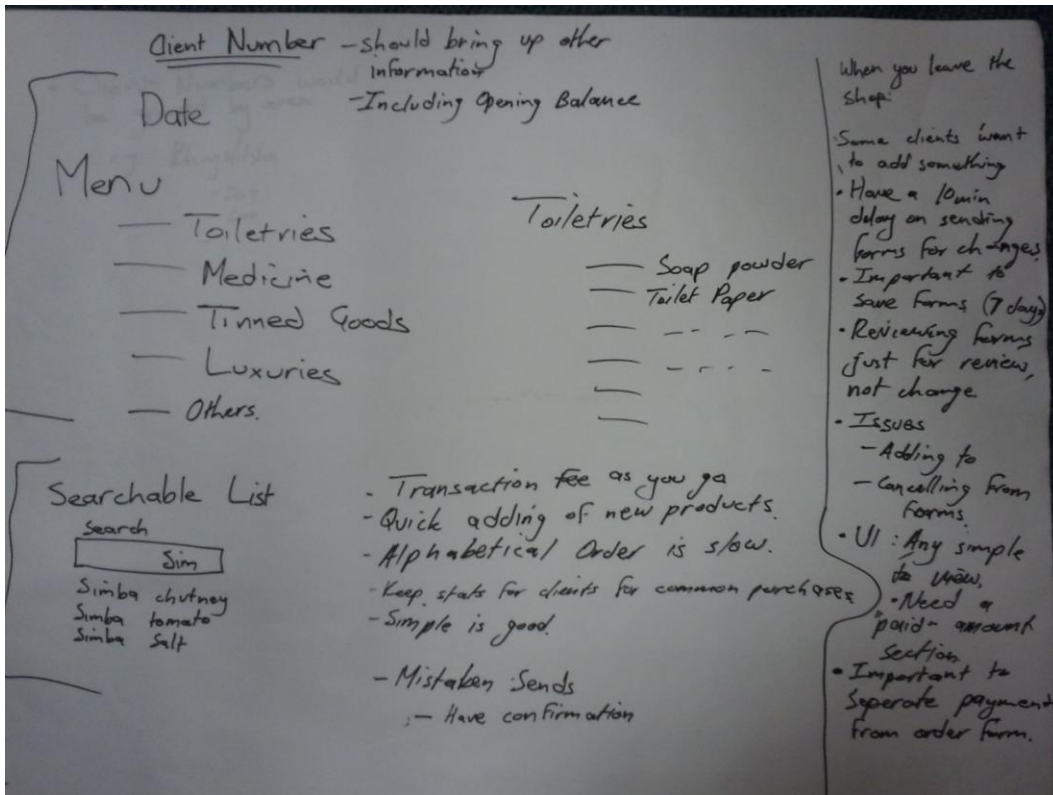 Client Number - should bring up other
information
Date
- Including Opening Balance
Menu
Toiletries
Medicine
Tinned Goods
Luxuries
Others.
Toiletries
Soap powder
Toilet Paper
Searchable List
Search
Sim
Simba chutney
Simba tomato
Simba Salt
- Transaction Fee as you go
- Quick adding of new products.
- Alphabetical Order is slow.
- Keep stats for clients for common purchases
- Simple is good.
- Mistaken Sends
- Have confirmation
When you leave the
shop:
Some clients want
to add something
• Have a 10min
delay on sending
forms for changes.
• Important to
save forms (7 days)
• Reviewing forms
just for review,
not change
• Issues
- Adding to
- Cancelling from
forms.
• UI: Any simple
to view,
• Need a
"paid" amount
section
• Important to
Seperate payment
from order form.